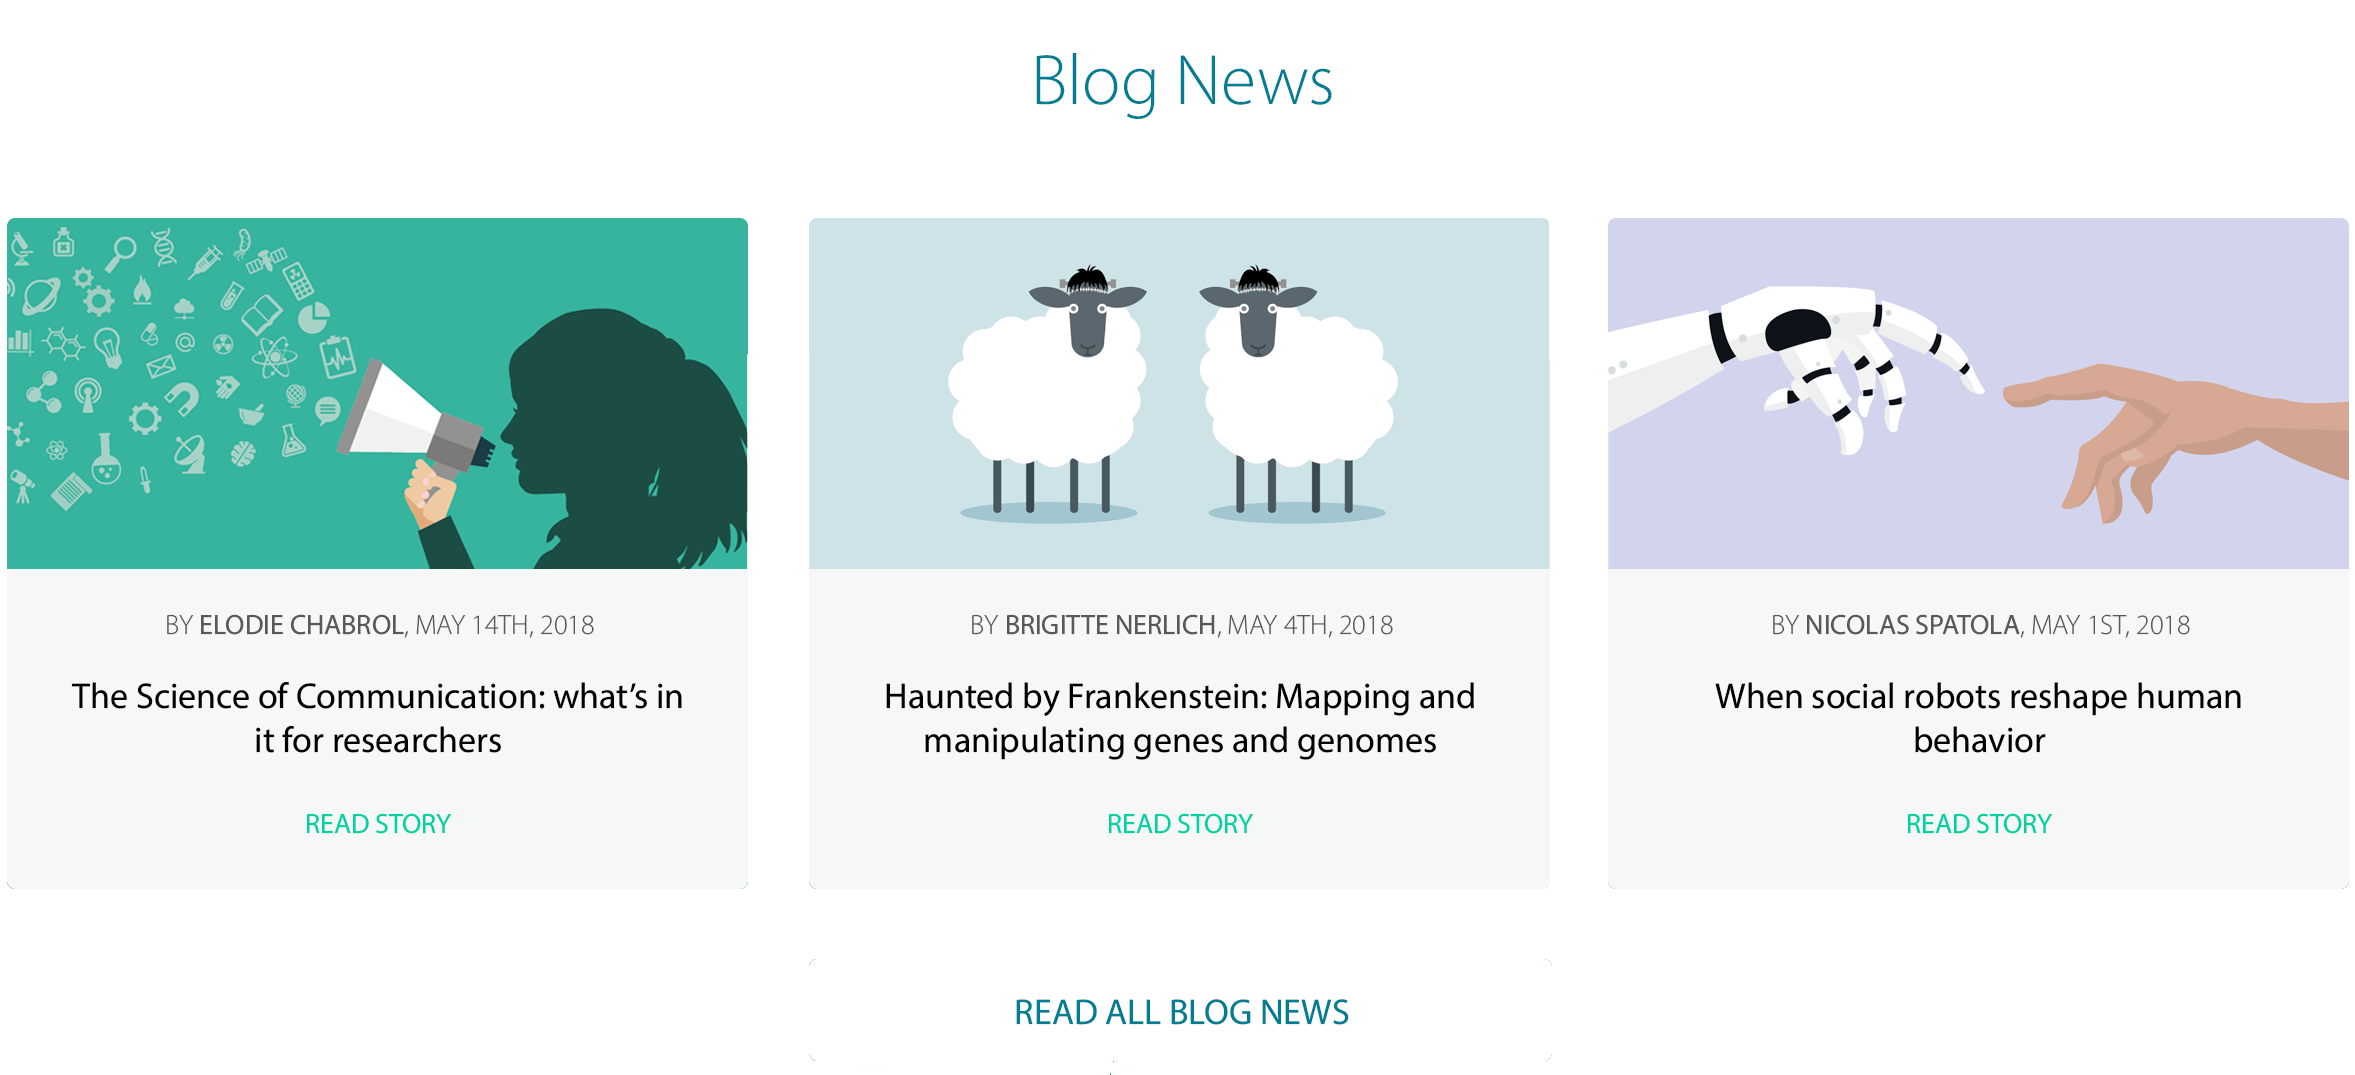 Blog News
BY ELODIE CHABROL, MAY 14TH, 2018
The Science of Communication: what’s in
it for researchers
READ STORY
BY BRIGITTE NERLICH, MAY 4TH, 2018
Haunted by Frankenstein: Mapping and
manipulating genes and genomes
READ STORY
BY NICOLAS SPATOLA, MAY 1ST, 2018
When social robots reshape human
behavior
READ STORY
READ ALL BLOG NEWS